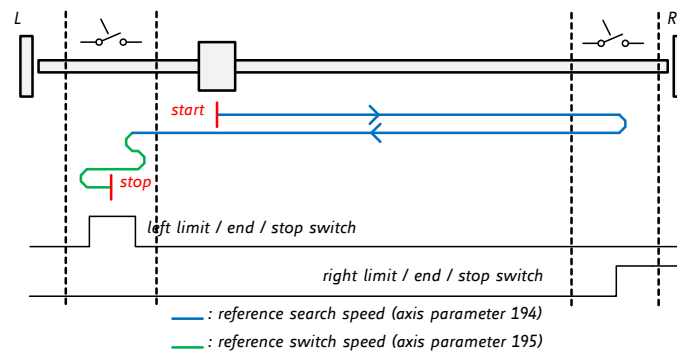 L
R
start
stop
left limit / end / stop switch
right limit / end / stop switch
: reference search speed (axis parameter 194)
: reference switch speed (axis parameter 195)